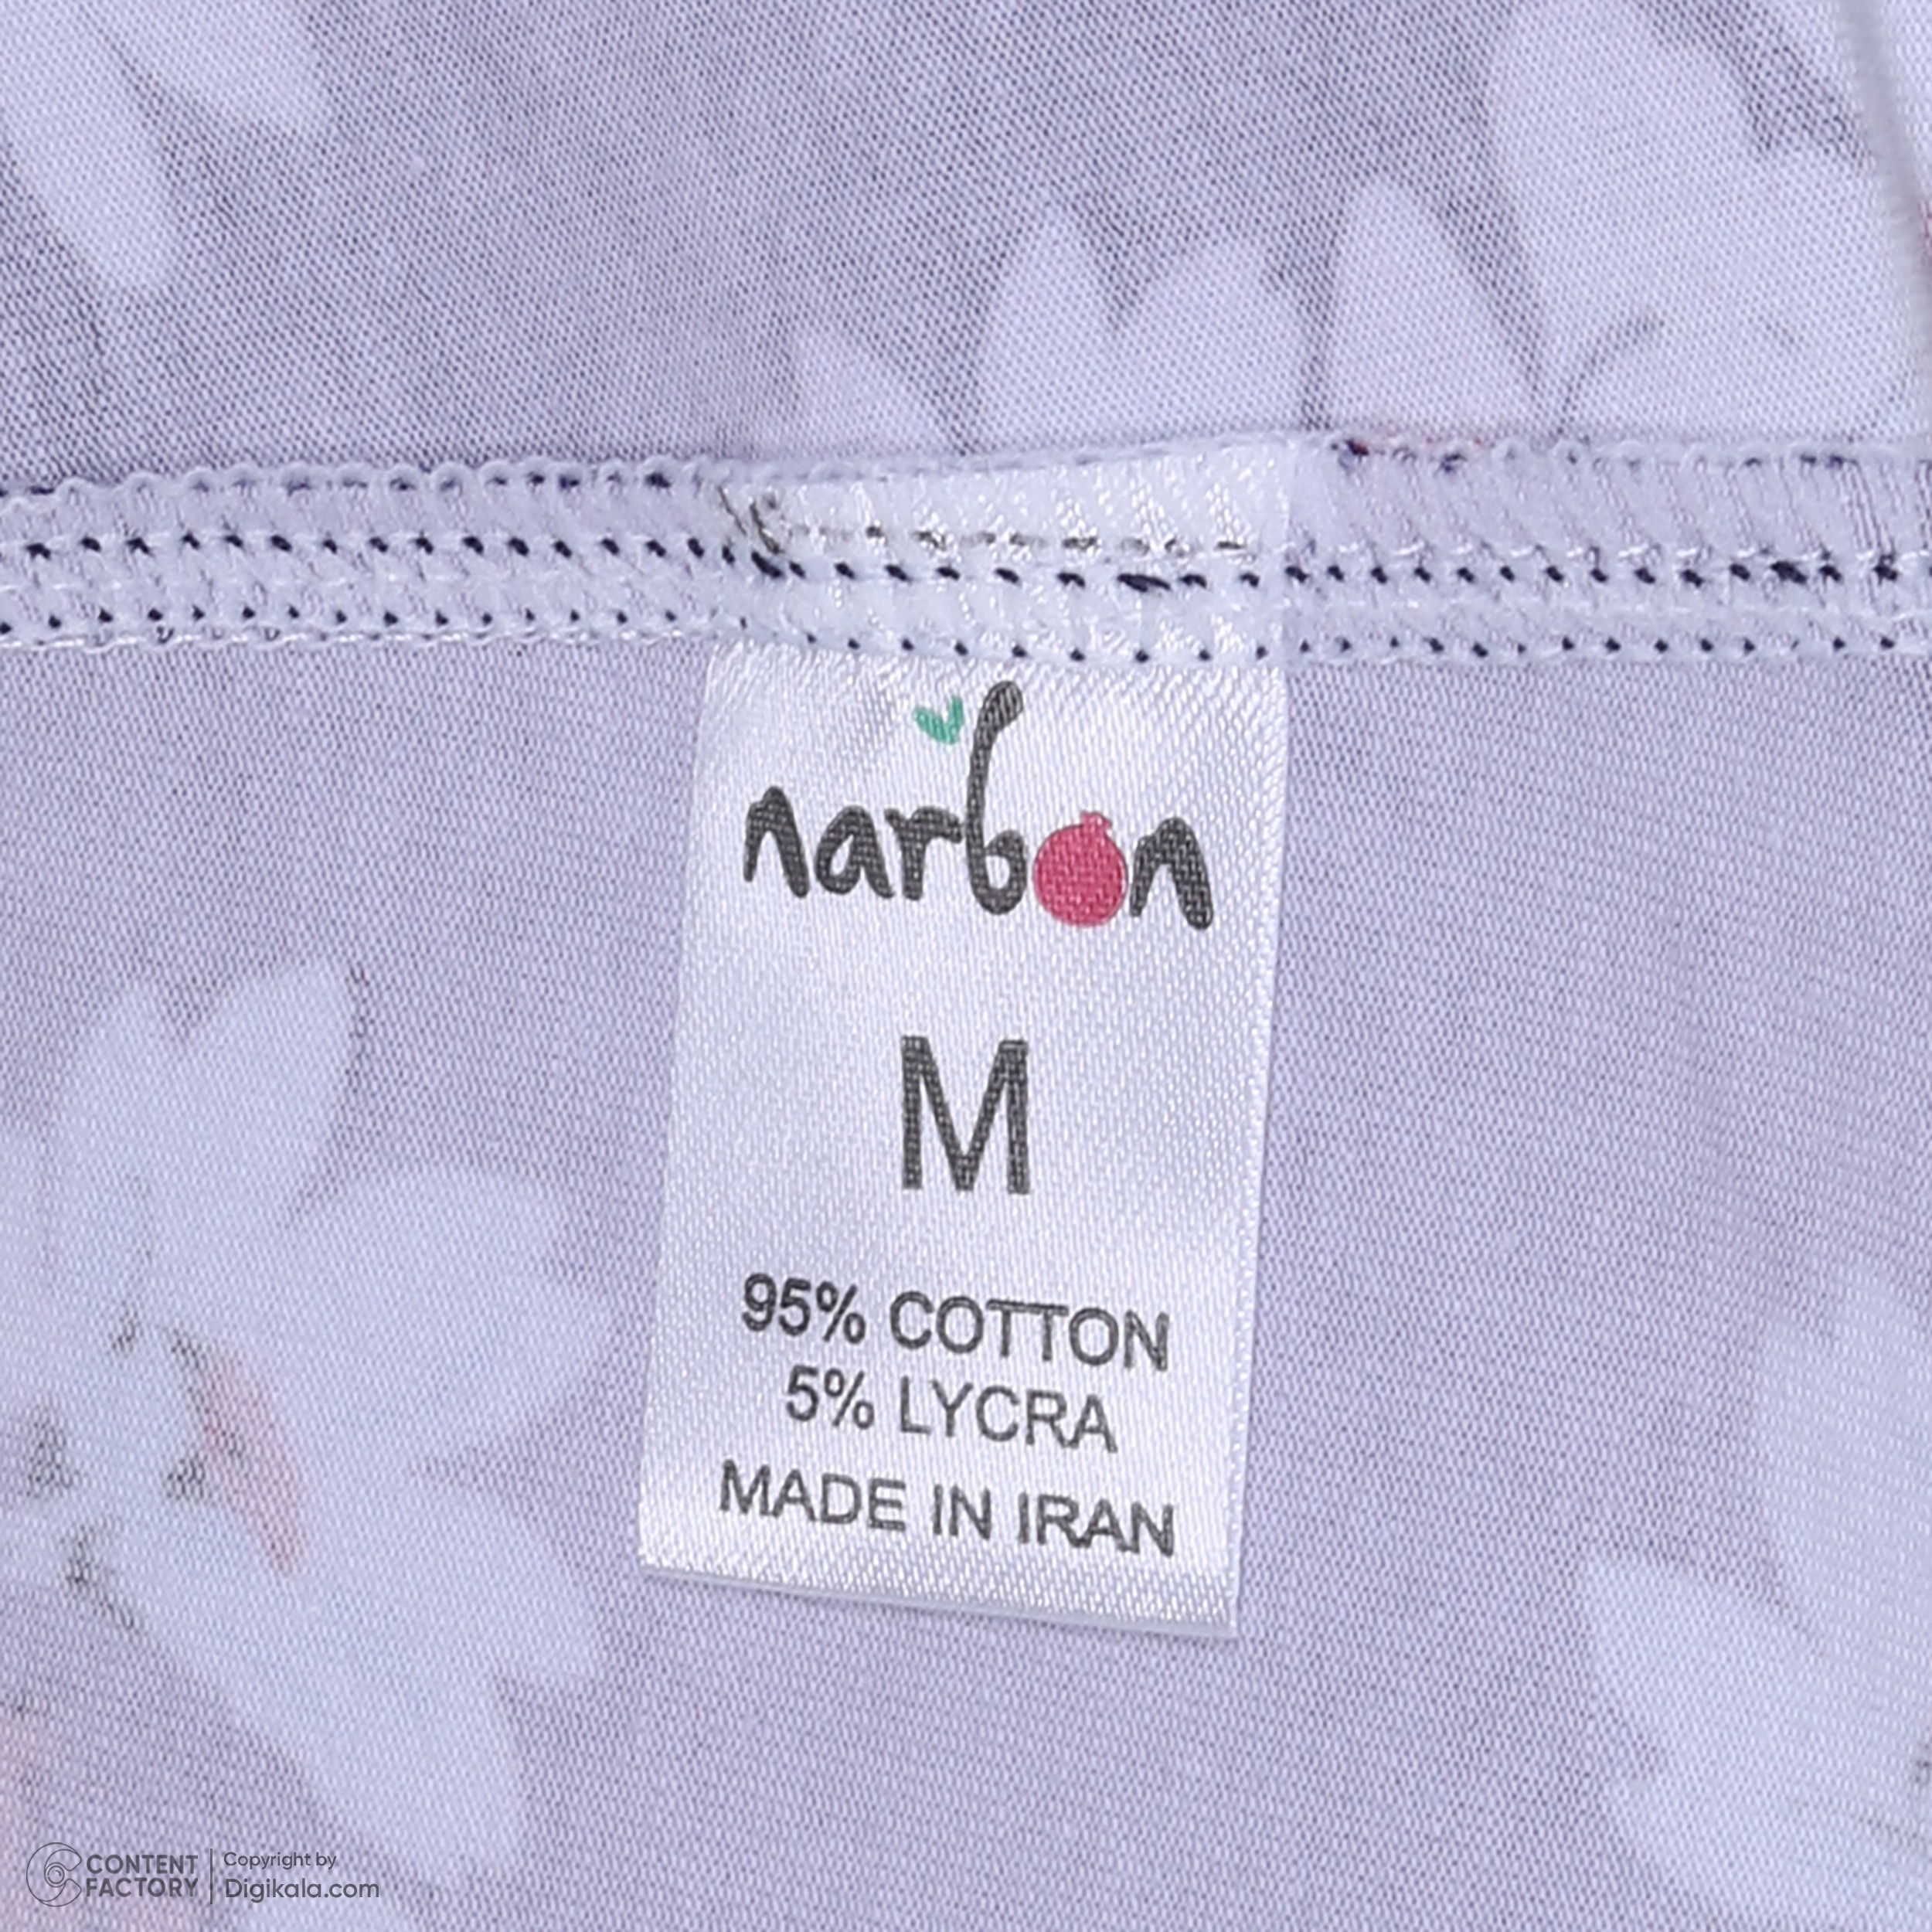 narbon
M
95% COTTON
5% LYCRA
MADE IN IRAN
CONTENT FACTORY
Copyright by
Digikala.com